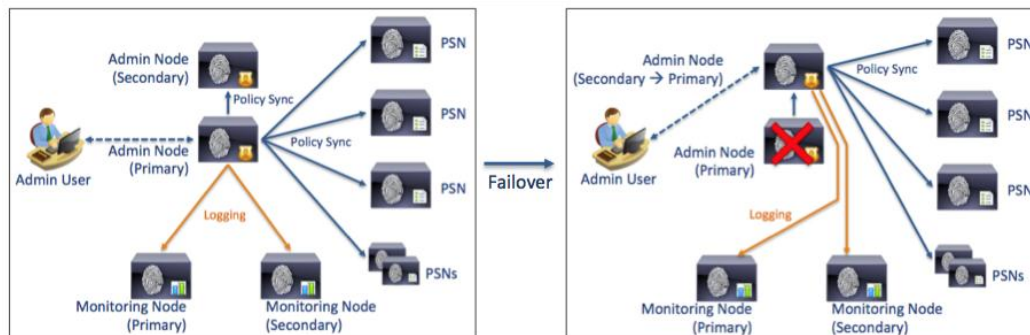 Admin Node
(Secondary)
Policy Sync
PSN
PSN
Policy Sync
Admin Node
(Primary)
Admin User
PSN
Logging
PSNs
Monitoring Node
(Primary)
Monitoring Node
(Secondary)
Failover
Admin Node
(Secondary → Primary)
Policy Sync
PSN
PSN
Admin Node
(Primary)
Admin User
PSN
Logging
PSNs
Monitoring Node
(Primary)
Monitoring Node
(Secondary)